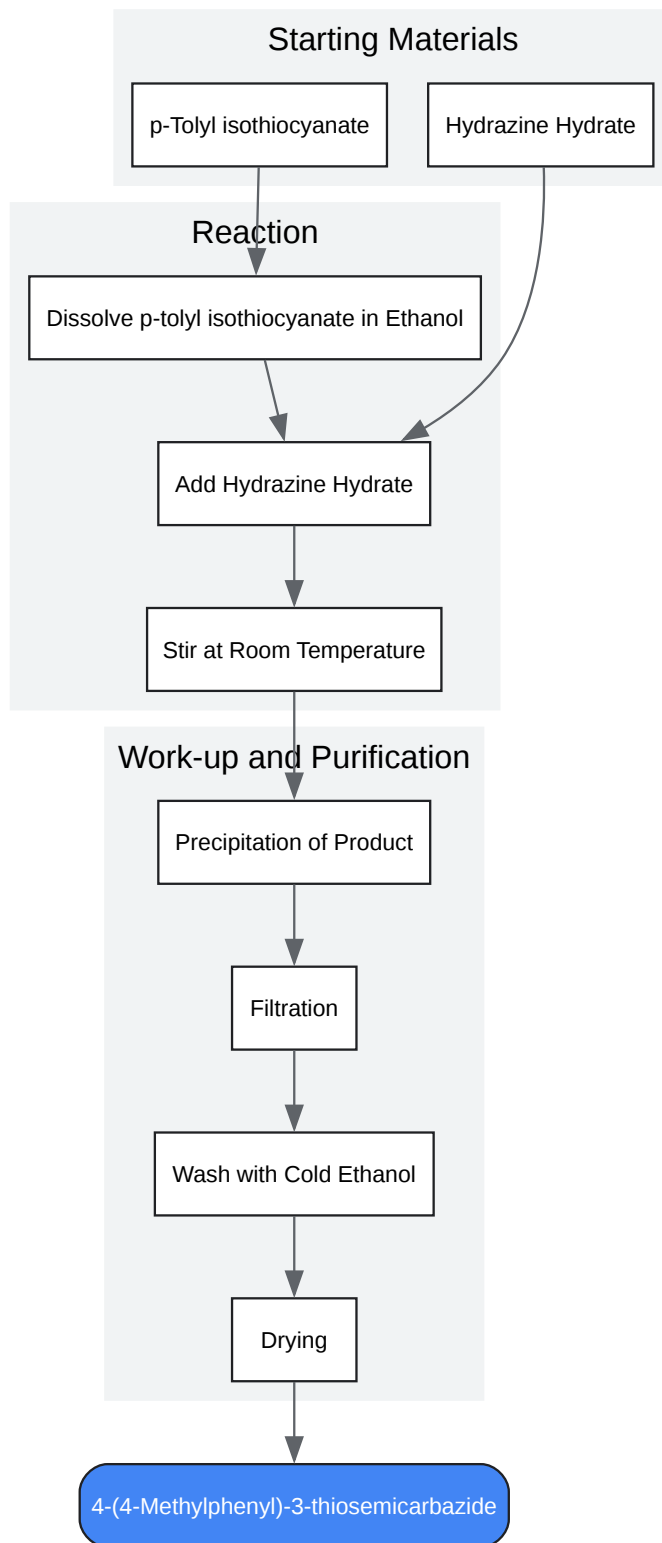 Starting Materials
p-Tolyl isothiocyanate
Hydrazine Hydrate
Reaction
Dissolve p-tolyl isothiocyanate in Ethanol
Add Hydrazine Hydrate
Stir at Room Temperature
Work-up and Purification
Precipitation of Product
Filtration
Wash with Cold Ethanol
Drying
4-(4-Methylphenyl)-3-thiosemicarbazide